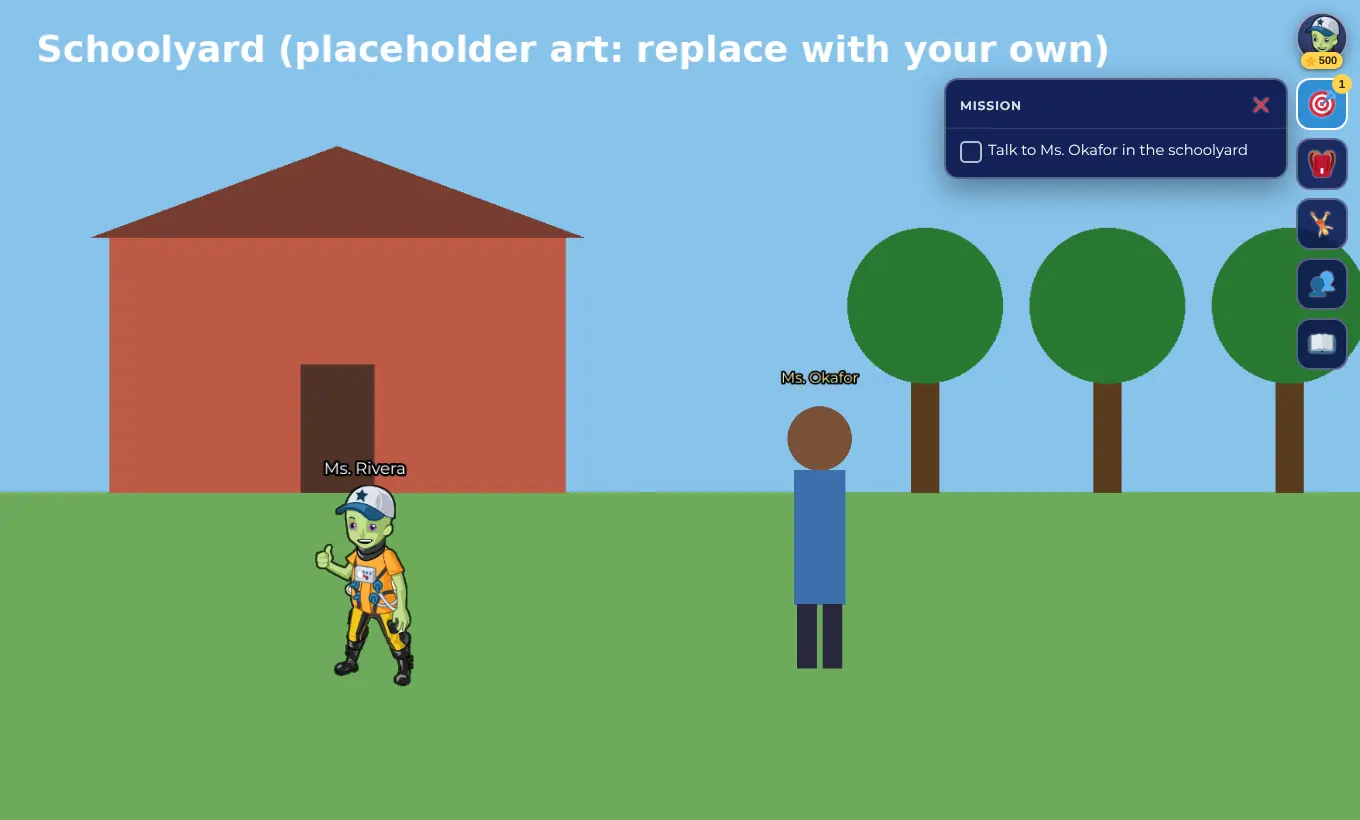 Schoolyard (placeholder art: replace with your own)
500
MISSION
1
Talk to Ms. Okafor in the schoolyard
Ms. Okafor
Ms. Rivera